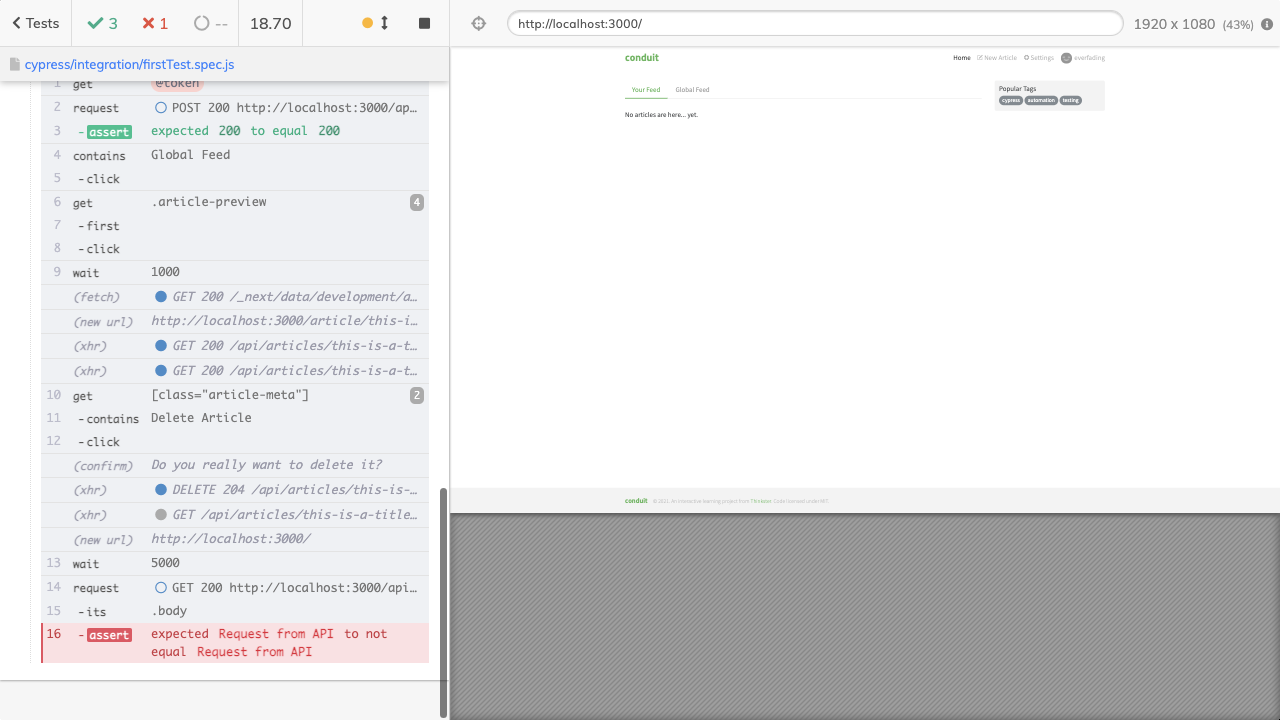 Tests
3
1
--
18.70
cypress/integration/firstTest.spec.js
1 get @token
2 request POST 200 http://localhost:3000/ap…
3 -assert expected 200 to equal 200
4 contains Global Feed
5 -click
6 get .article-preview 4
7 -first
8 -click
9 wait 1000
(fetch) GET 200 /_next/data/development/a…
(new url) http://localhost:3000/article/this-i…
(xhr) GET 200 /api/articles/this-is-a-t…
(xhr) GET 200 /api/articles/this-is-a-t…
10 get [class="article-meta"] 2
11 -contains Delete Article
12 -click
(confirm) Do you really want to delete it?
(xhr) DELETE 204 /api/articles/this-is-…
(xhr) GET /api/articles/this-is-a-title…
(new url) http://localhost:3000/
13 wait 5000
14 request GET 200 http://localhost:3000/api…
15 -its .body
16 -assert expected Request from API to not
equal Request from API
http://localhost:3000/
1920 x 1080 (43%)
conduit
Home New Article Settings everfading
Your Feed Global Feed
No articles are here... yet.
Popular Tags
cypress automation testing
conduit © 2021. An interactive learning project from Thinkster. Code licensed under MIT.